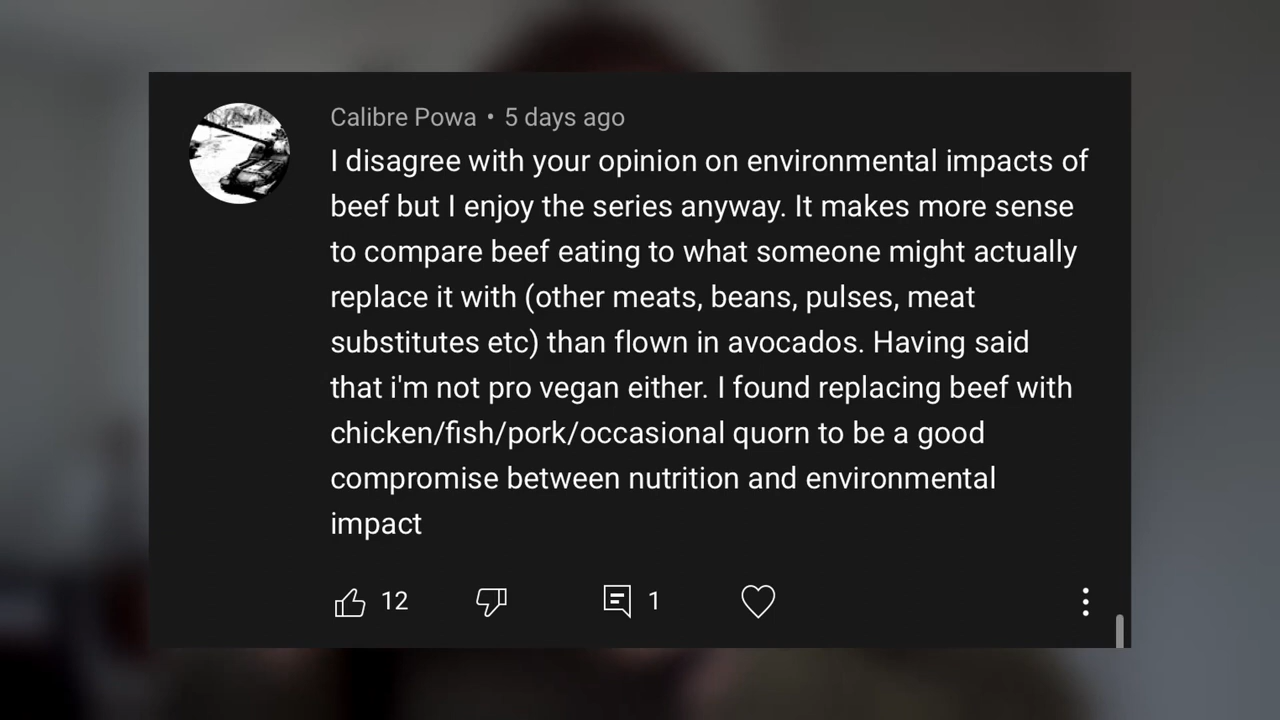 Calibre Powa • 5 days ago
I disagree with your opinion on environmental impacts of
beef but I enjoy the series anyway. It makes more sense
to compare beef eating to what someone might actually
replace it with (other meats, beans, pulses, meat
substitutes etc) than flown in avocados. Having said
that i'm not pro vegan either. I found replacing beef with
chicken/fish/pork/occasional quorn to be a good
compromise between nutrition and environmental
impact
12 1